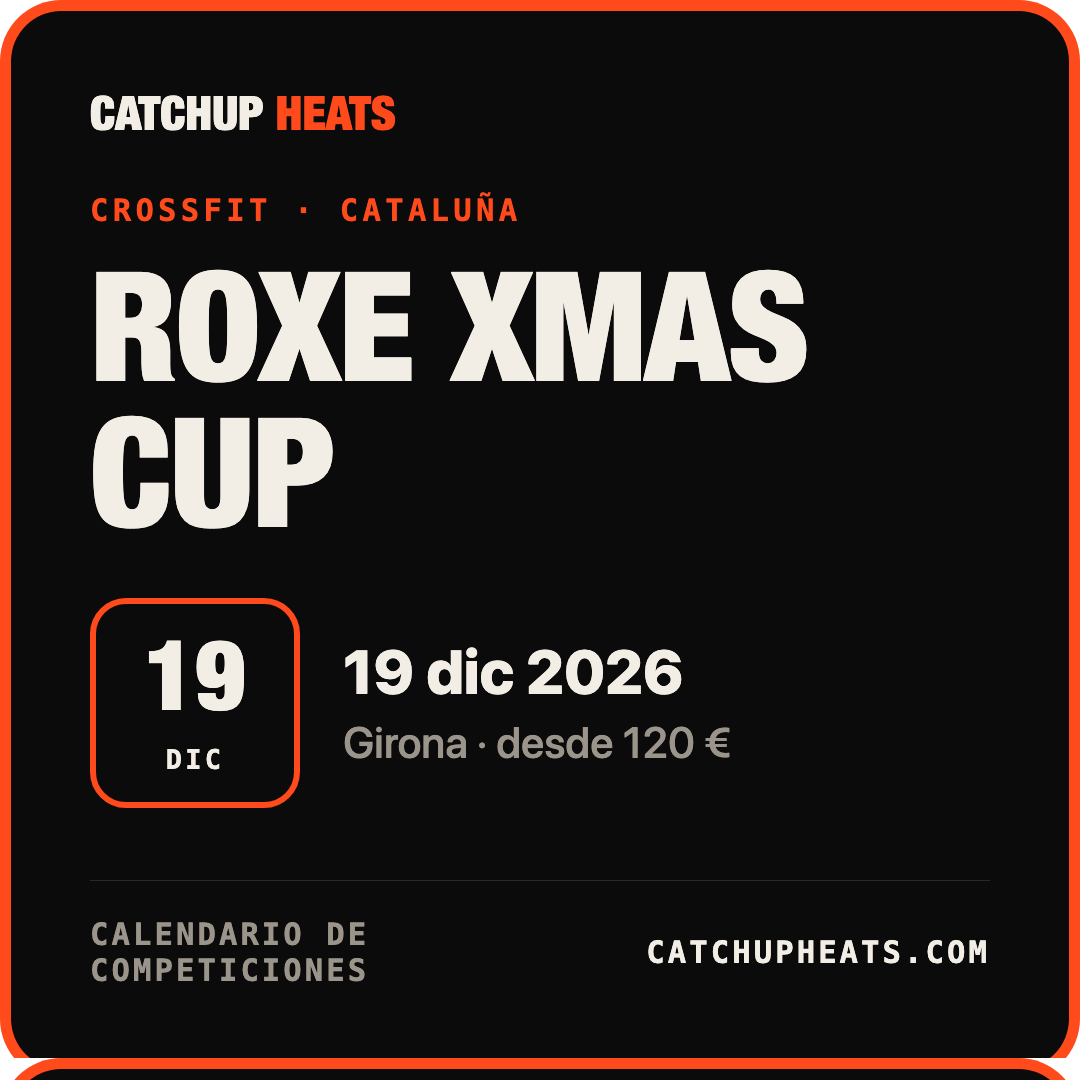 CATCHUP HEATS
CROSSFIT · CATALUÑA
ROXE XMAS
CUP
19
DIC
19 dic 2026
Girona · desde 120 €
CALENDARIO DE
COMPETICIONES
CATCHUPHEATS.COM